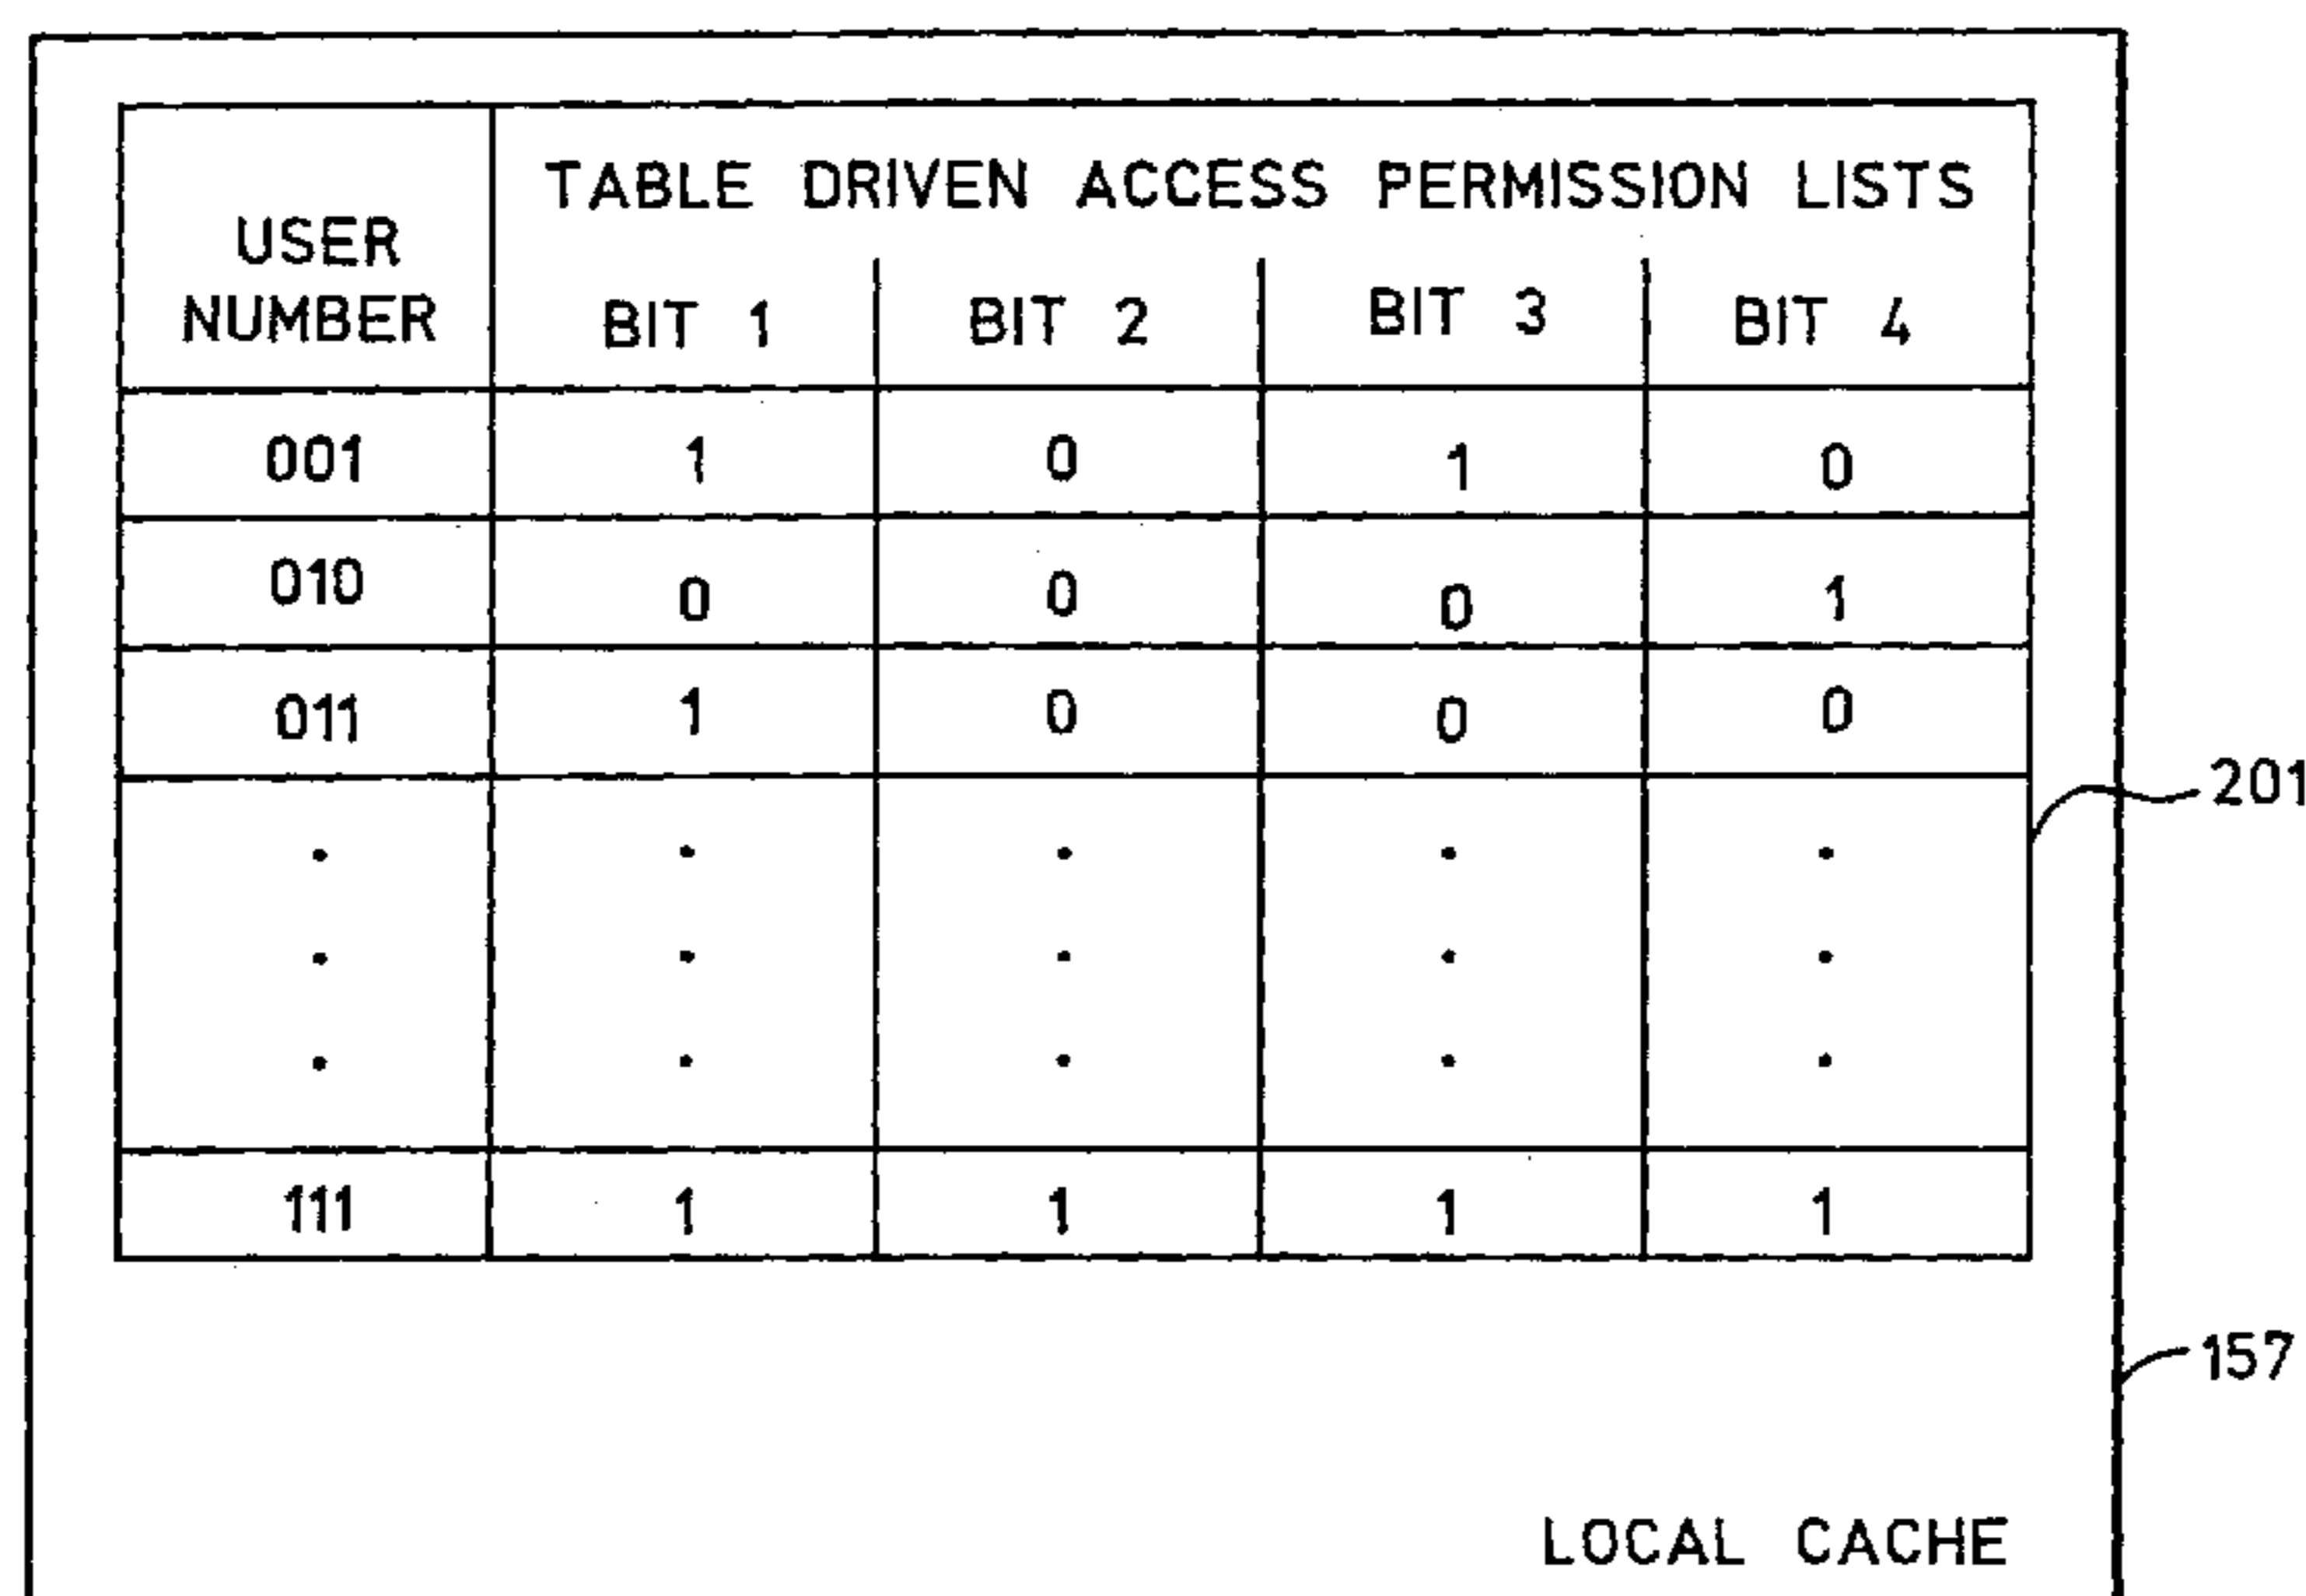 TABLE DRIVEN ACCESS PERMISSION LISTS
USER
NUMBER
BIT 1 BIT 2 BIT 3 BIT 4
001 1 0 1 0
010 0 0 0 1
011 1 0 0 0
201
. . . . .
. . . . .
. . . . .
111 1 1 1 1
157
LOCAL CACHE